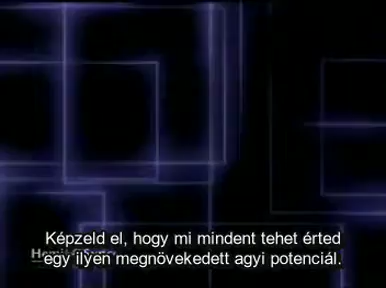 Képzeld el, hogy mi mindent tehet érted
egy ilyen megnövekedett agyi potenciál.